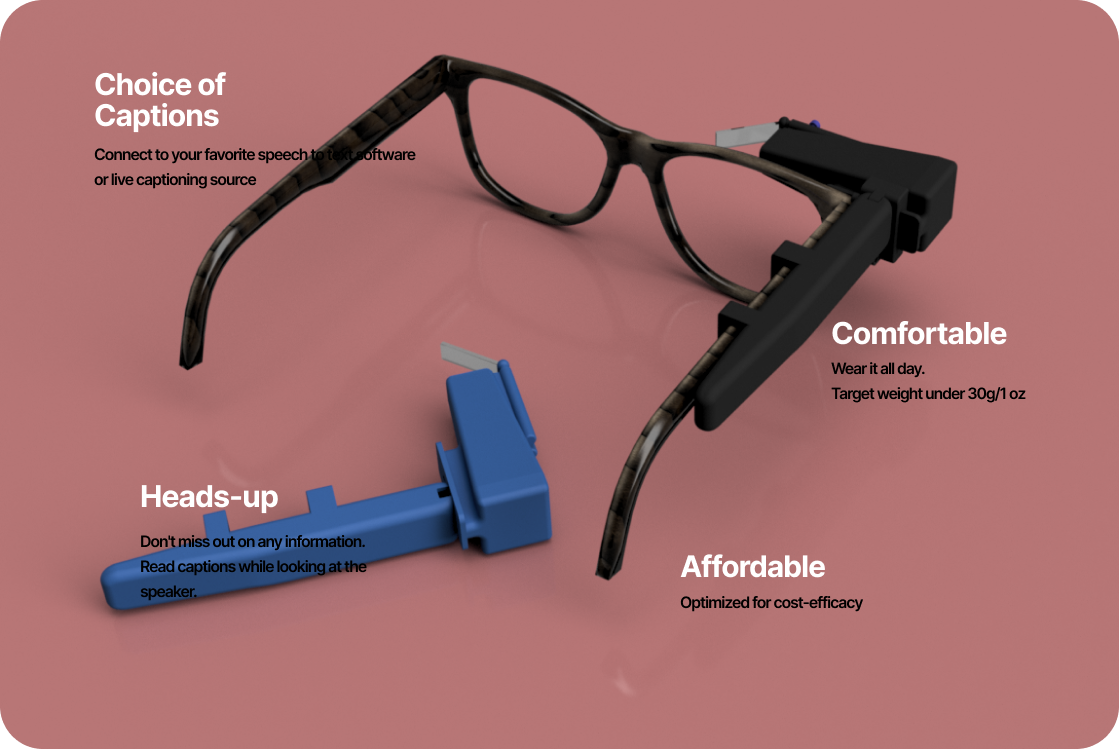 Choice of
Captions
Connect to your favorite speech to text software
or live captioning source
Comfortable
Wear it all day.
Target weight under 30g/1 oz
Heads-up
Don't miss out on any information.
Read captions while looking at the
speaker.
Affordable
Optimized for cost-efficacy